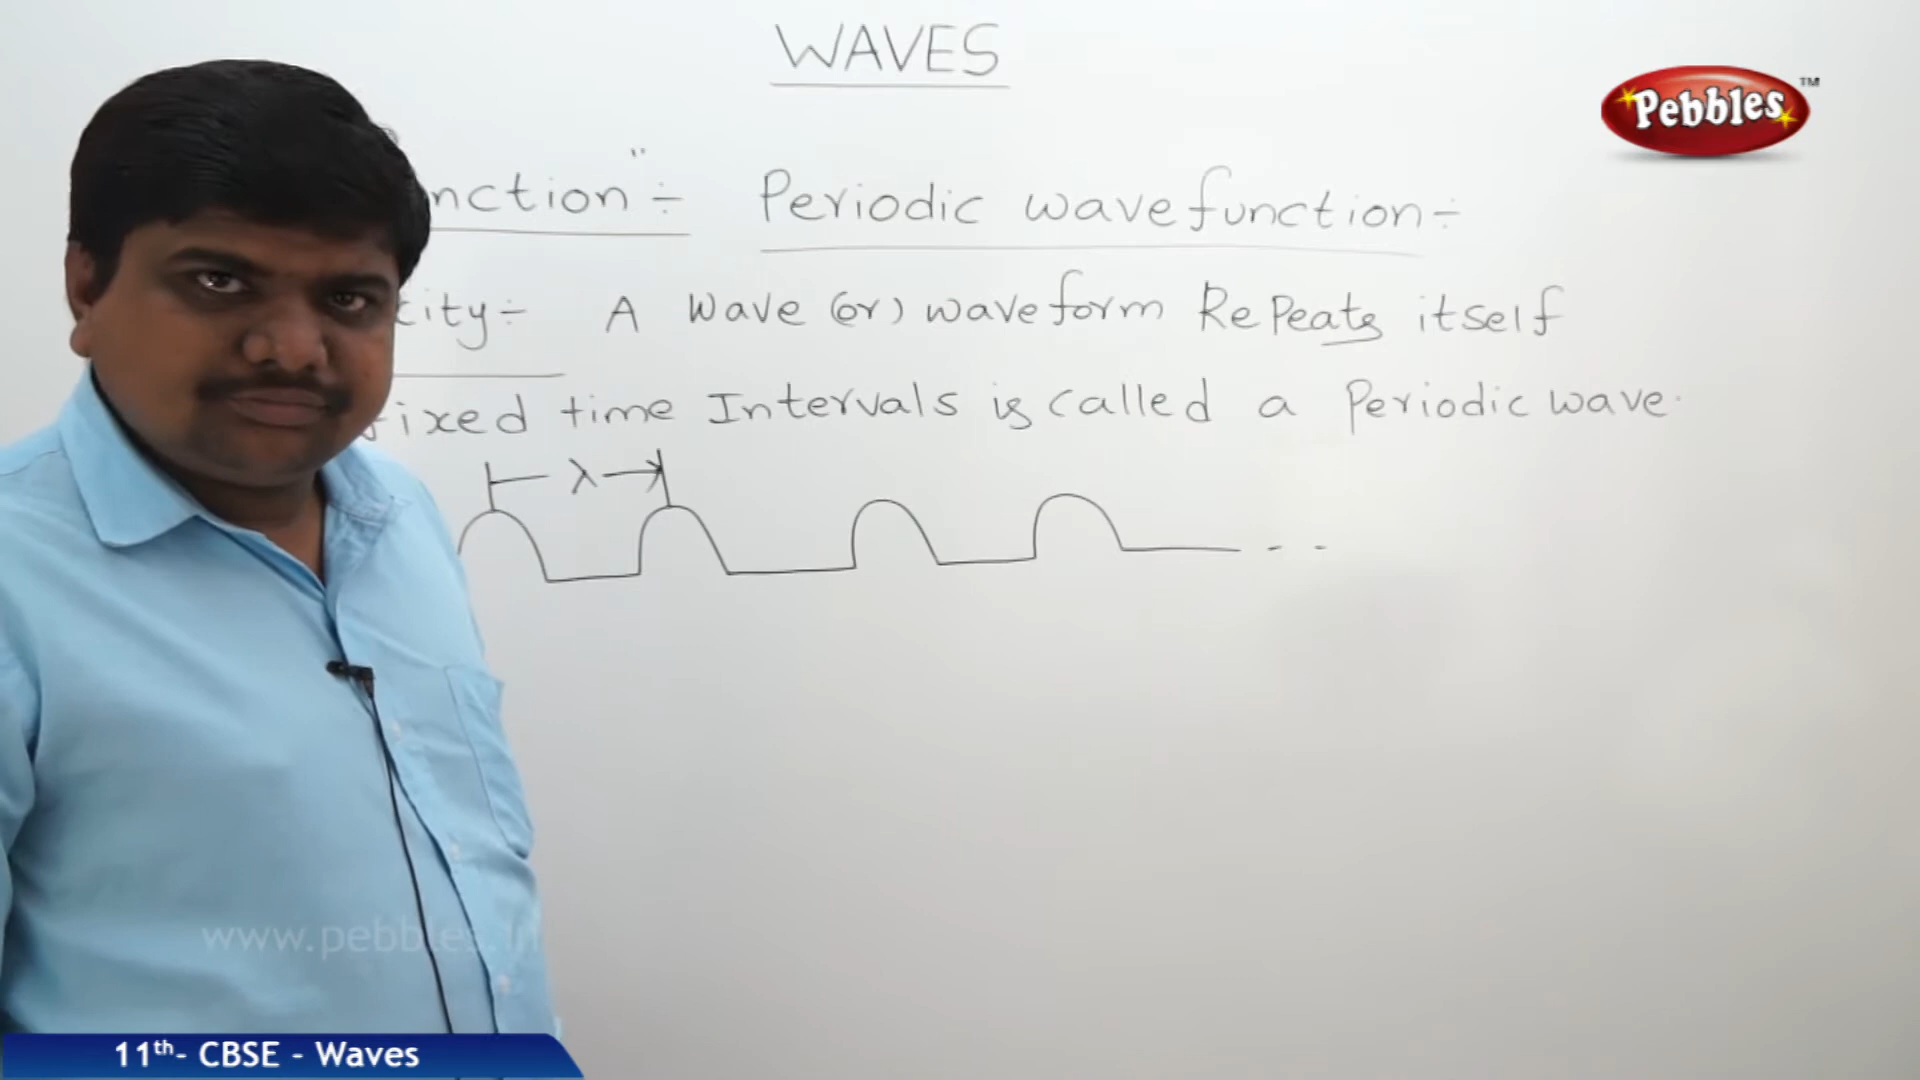 WAVES
Pebbles TM
nction" :- Periodic wavefunction :-
city :- A wave (or) waveform Repeats itself
fixed time Intervals is called a Periodic wave.
λ
www.pebbles.in
11th- CBSE - Waves